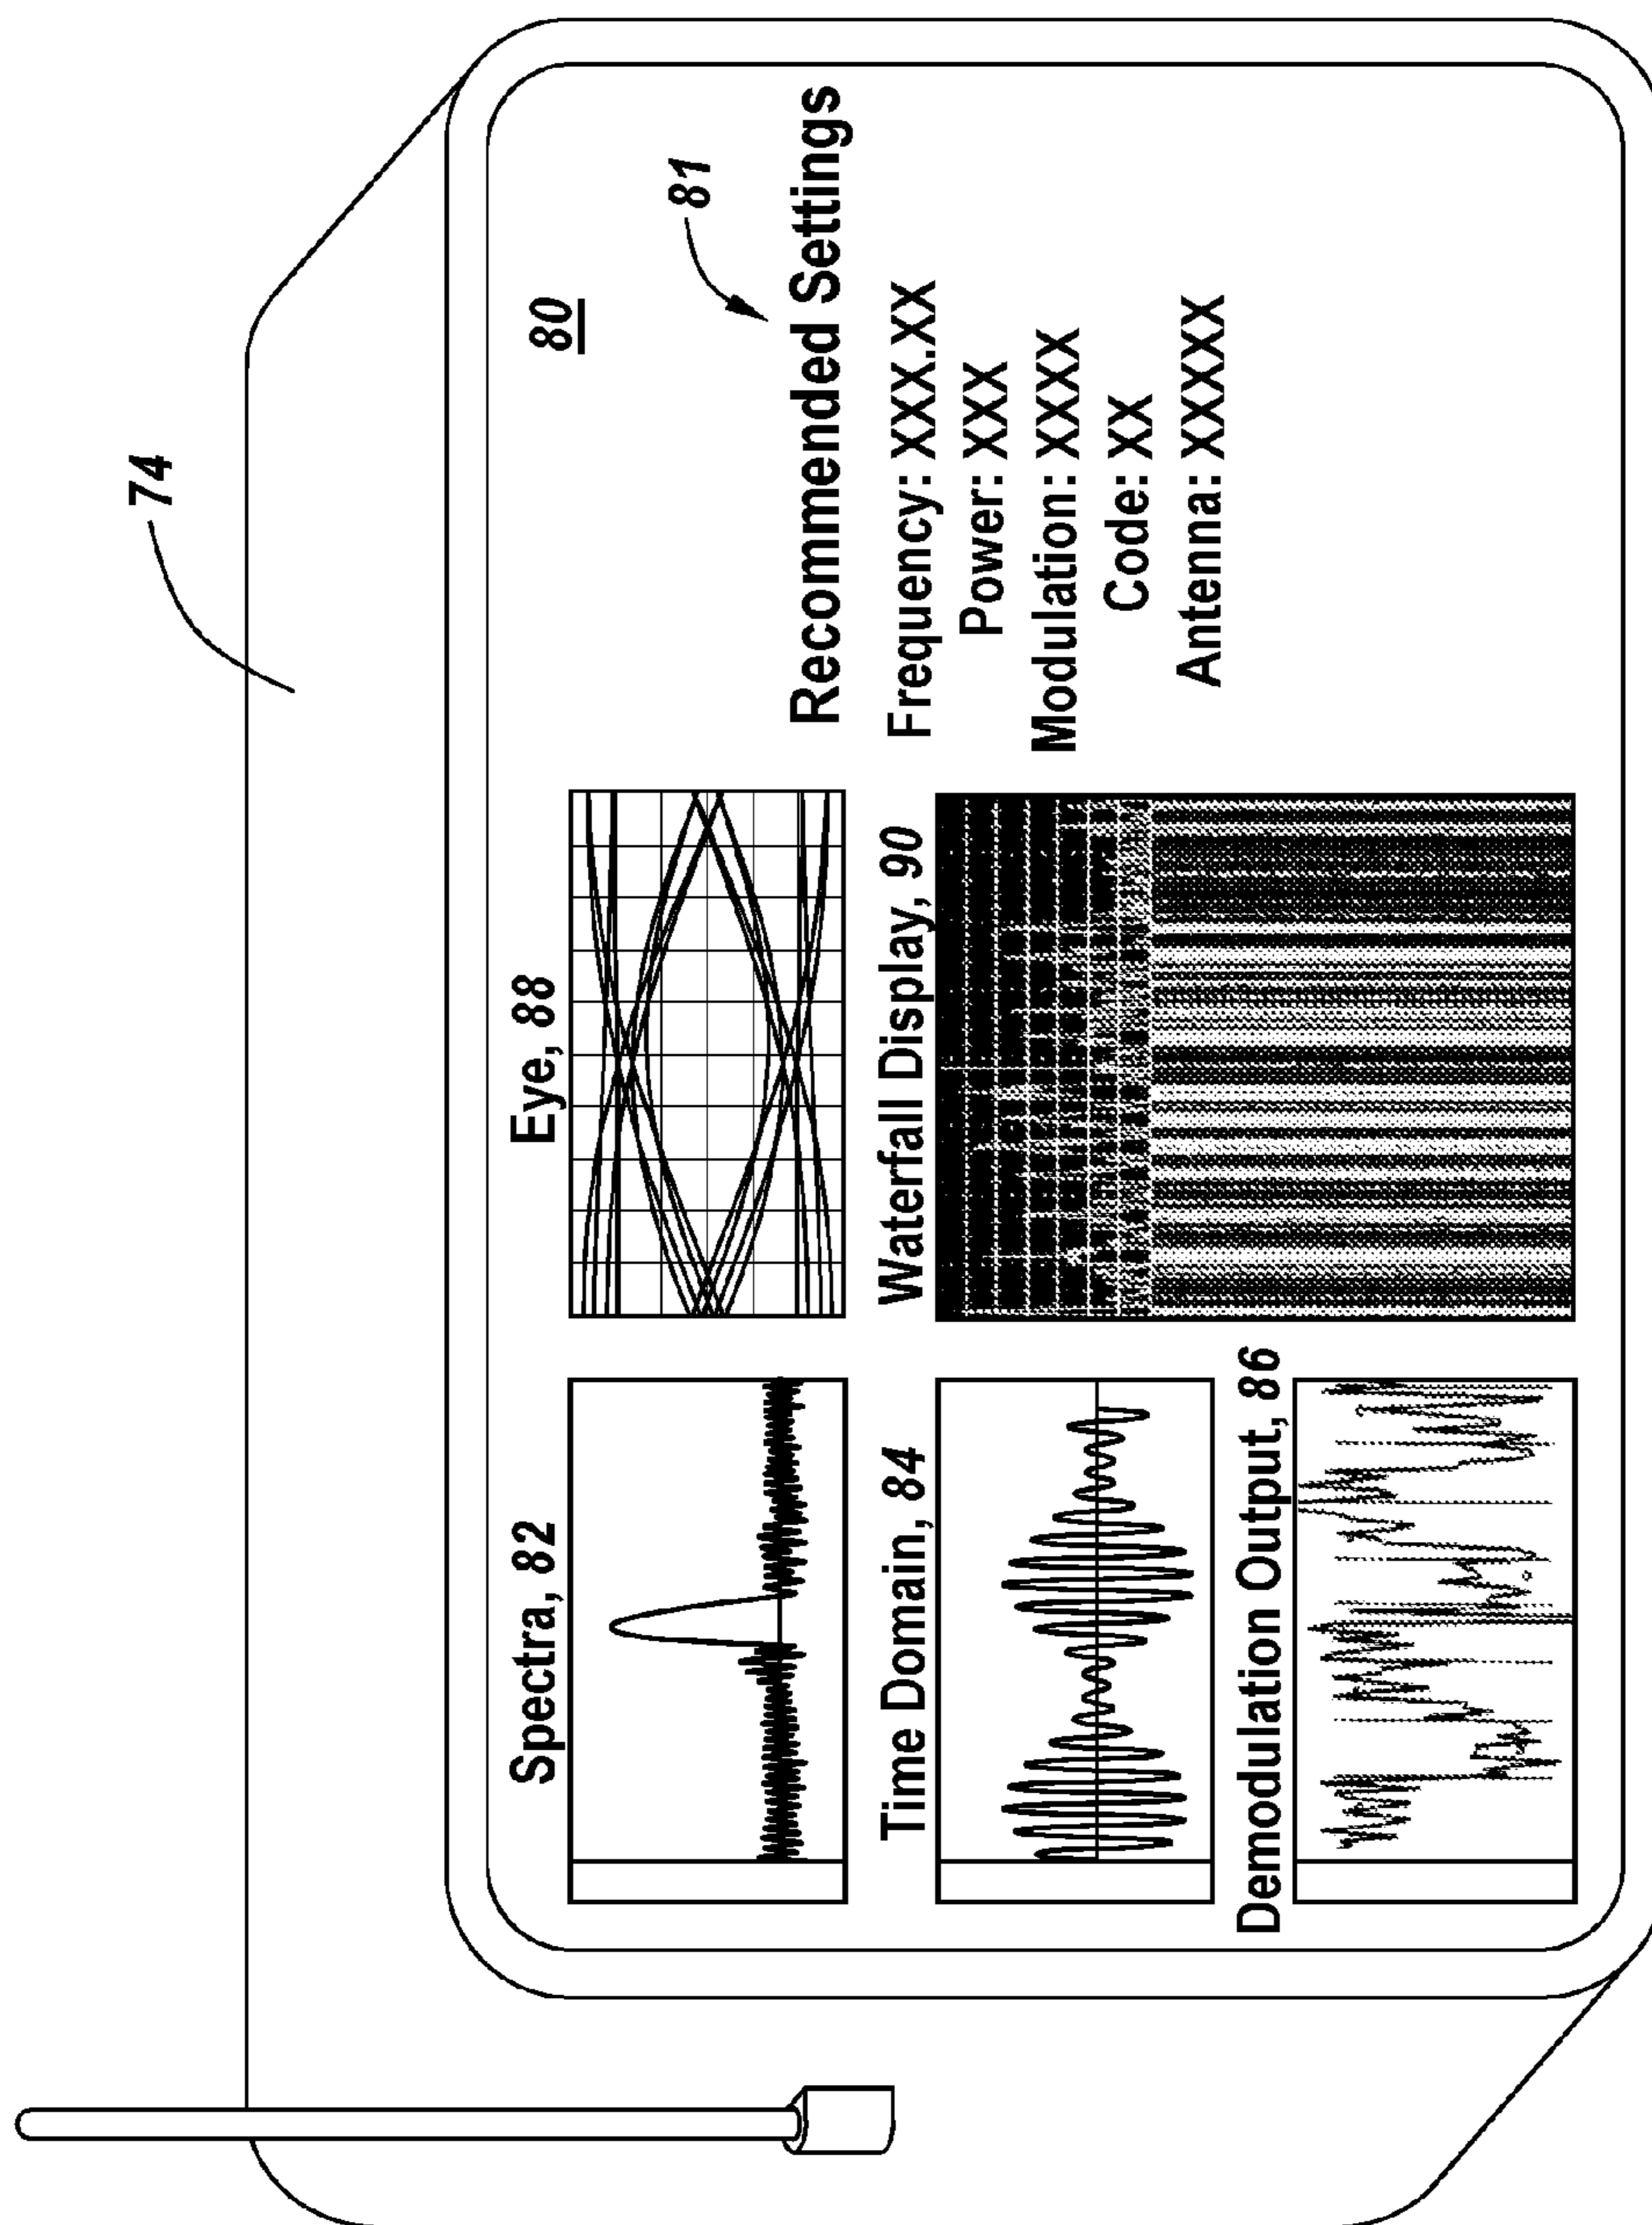 74
80
Spectra, 82
Eye, 88
81
Recommended Settings
Frequency: XXX.XX
Power: XXX
Modulation: XXXX
Code: XX
Antenna: XXXXX
Time Domain, 84
Waterfall Display, 90
Demodulation Output, 86